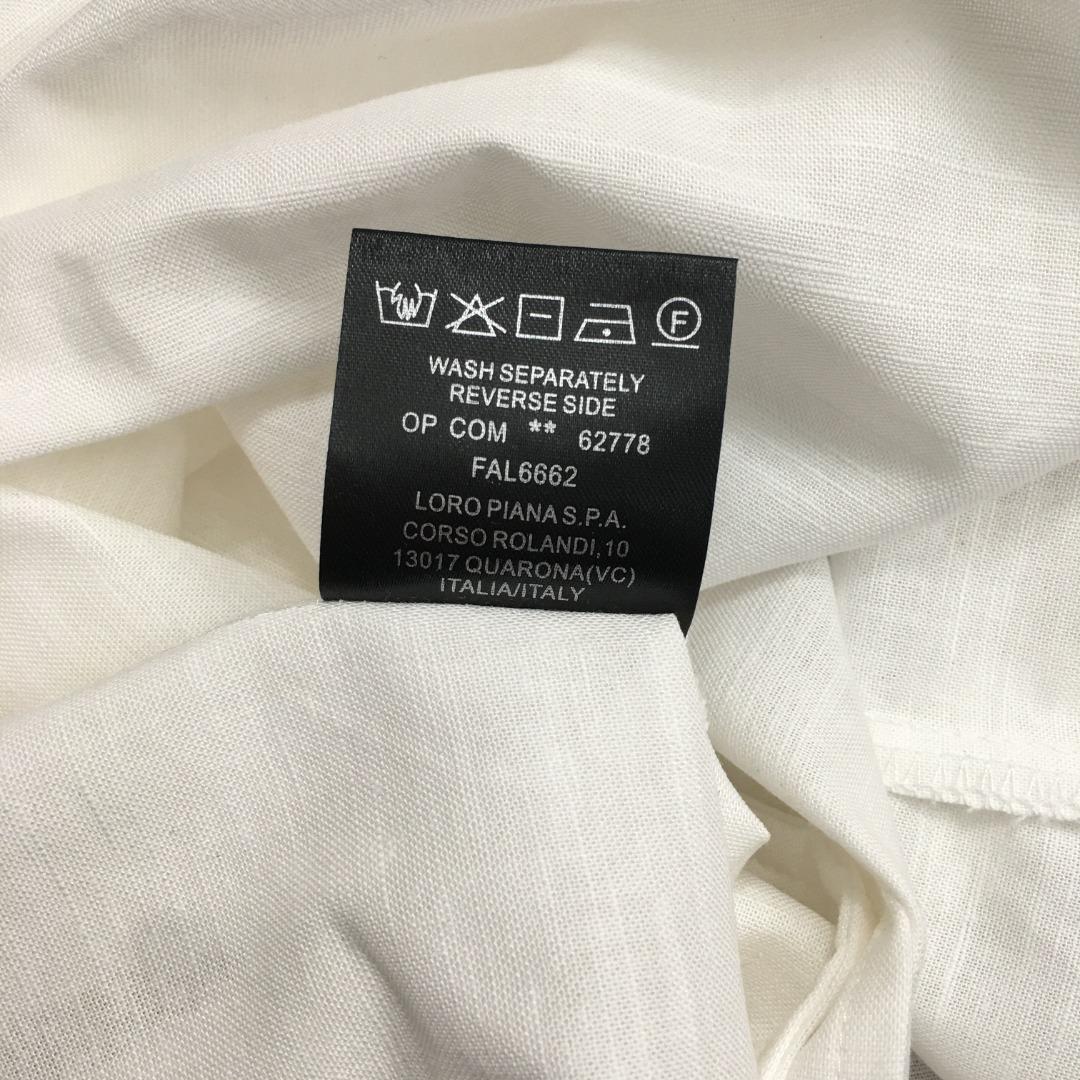 F
WASH SEPARATELY
REVERSE SIDE
OP COM ** 62778
FAL6662
LORO PIANA S.P.A.
CORSO ROLANDI,10
13017 QUARONA(VC)
ITALIA/ITALY